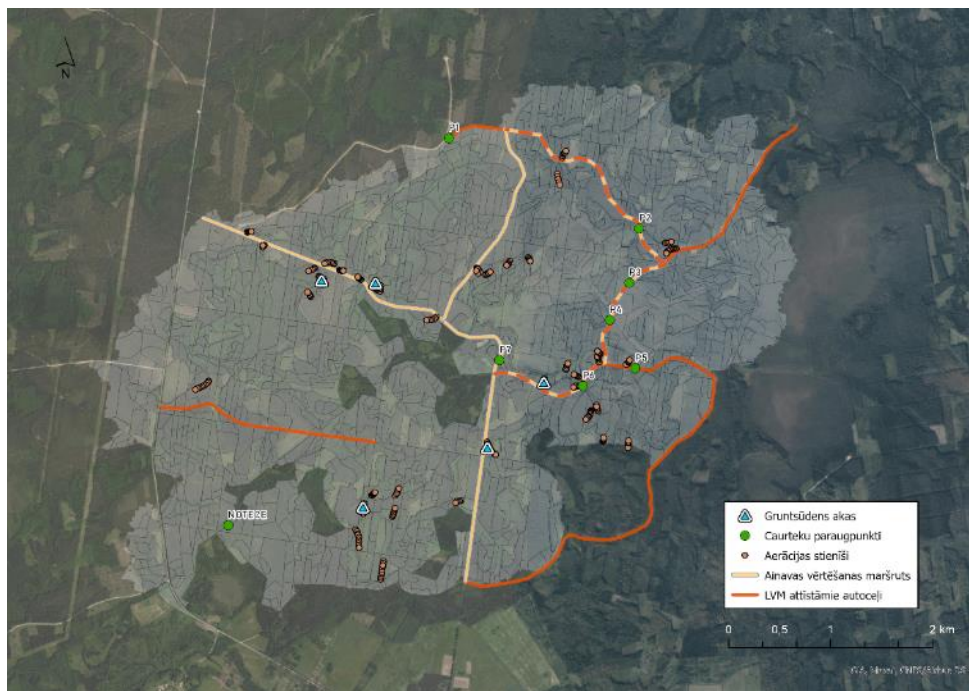 N
P1
P2
P3
P4
P7
P5
P6
NOTEZE
Gruntsūdens akas
Caurteku paraugpunkti
Aerācijas stienīši
Ainavas vērtēšanas maršruts
LVM attīstāmie autoceļi
0 0,5 1 2 km